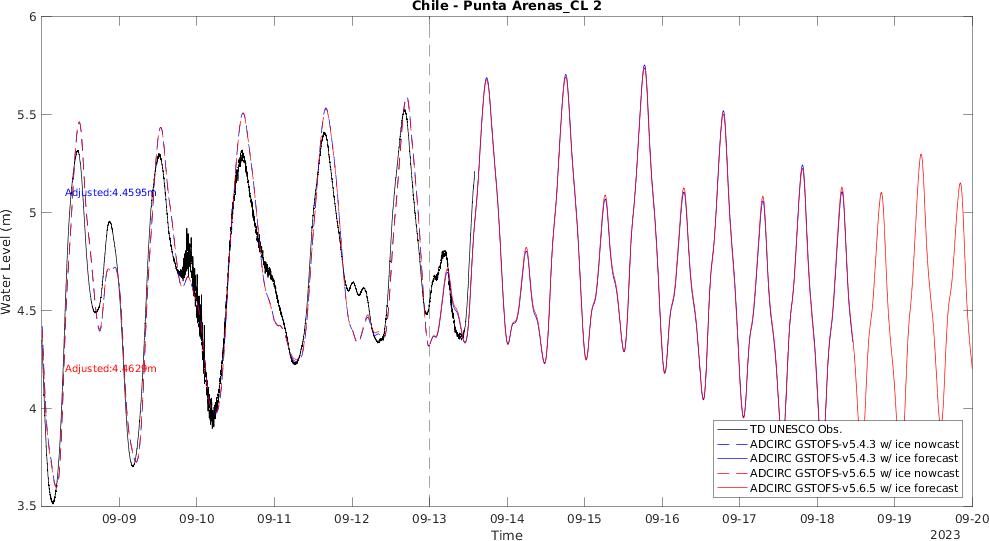 Chile - Punta Arenas_CL 2
6
5.5
5
4.5
4
3.5
Water Level (m)
Adjusted:4.4595m
Adjusted:4.4629m
TD UNESCO Obs.
ADCIRC GSTOFS-v5.4.3 w/ ice nowcast
ADCIRC GSTOFS-v5.4.3 w/ ice forecast
ADCIRC GSTOFS-v5.6.5 w/ ice nowcast
ADCIRC GSTOFS-v5.6.5 w/ ice forecast
09-09 09-10 09-11 09-12 09-13 09-14 09-15 09-16 09-17 09-18 09-19 09-20
Time
2023